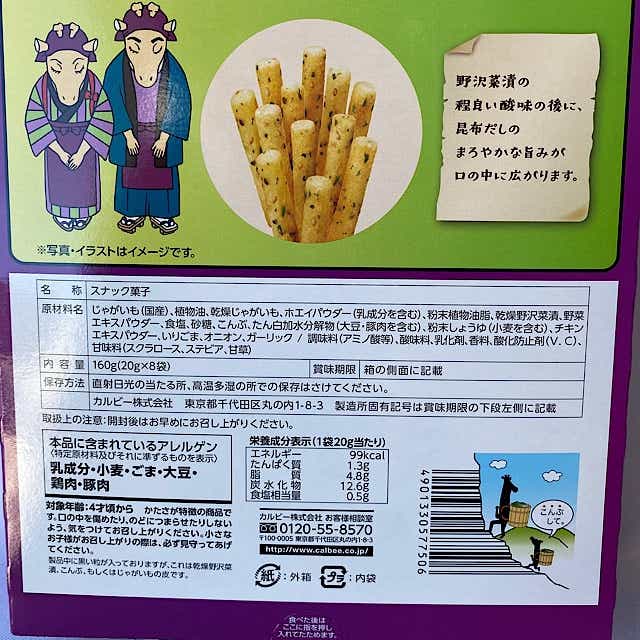 野沢菜漬の
程良い酸味の後に、
昆布だしの
まろやかな旨みが
口の中に広がります。
※写真・イラストはイメージです。
名 称 スナック菓子
原材料名 じゃがいも(国産)、植物油、乾燥じゃがいも、ホエイパウダー(乳成分を含む)、粉末植物油脂、乾燥野沢菜漬、野菜
エキスパウダー、食塩、砂糖、こんぶ、たん白加水分解物(大豆・豚肉を含む)、粉末しょうゆ(小麦を含む)、チキン
エキスパウダー、いりごま、オニオン、ガーリック / 調味料(アミノ酸等)、酸味料、乳化剤、香料、酸化防止剤(V.C)、
甘味料(スクラロース、ステビア、甘草)
内 容 量 160g(20g×8袋) 賞味期限 箱の側面に記載
保存方法 直射日光の当たる所、高温多湿の所での保存はさけてください。
カルビー株式会社 東京都千代田区丸の内1-8-3 製造所固有記号は賞味期限の下段左側に記載
取扱上の注意:開封後はお早めにお召し上がりください。
本品に含まれているアレルゲン
〈特定原材料及びそれに準ずるものを表示〉
乳成分・小麦・ごま・大豆・
鶏肉・豚肉
対象年齢:4才頃から かたさが特徴の商品で
す。口の中を傷めたり、のどにつまらせたりしない
よう気をつけてお召し上がりください。小さな
お子様がお召し上がりの際は、必ず見守ってあげ
てください。
製品中に黒い粒が入っておりますが、これは乾燥野沢菜
漬、こんぶ、もしくはじゃがいもの皮です。
栄養成分表示(1袋20g当たり)
エネルギー 99kcal
たんぱく質 1.3g
脂 質 4.8g
炭水化物 12.6g
食塩相当量 0.5g
カルビー株式会社 お客様相談室
0120-55-8570
〒100-0005 東京都千代田区丸の内1-8-3
http://www.calbee.co.jp/
紙:外箱 プラ:内袋
4901330577506
こんぶ
して。
食べた後は
ここに指を押し
入れてたためます。